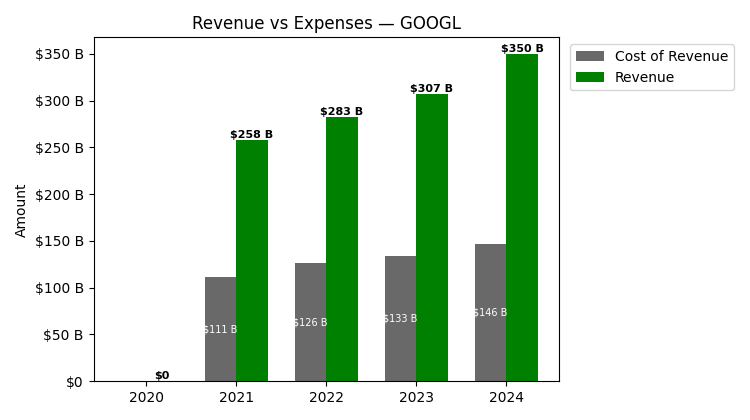 Revenue vs Expenses — GOOGL
Cost of Revenue
Revenue
Amount
$350 B
$300 B
$250 B
$200 B
$150 B
$100 B
$50 B
$0
$0
$258 B
$283 B
$307 B
$350 B
$111 B
$126 B
$133 B
$146 B
2020
2021
2022
2023
2024